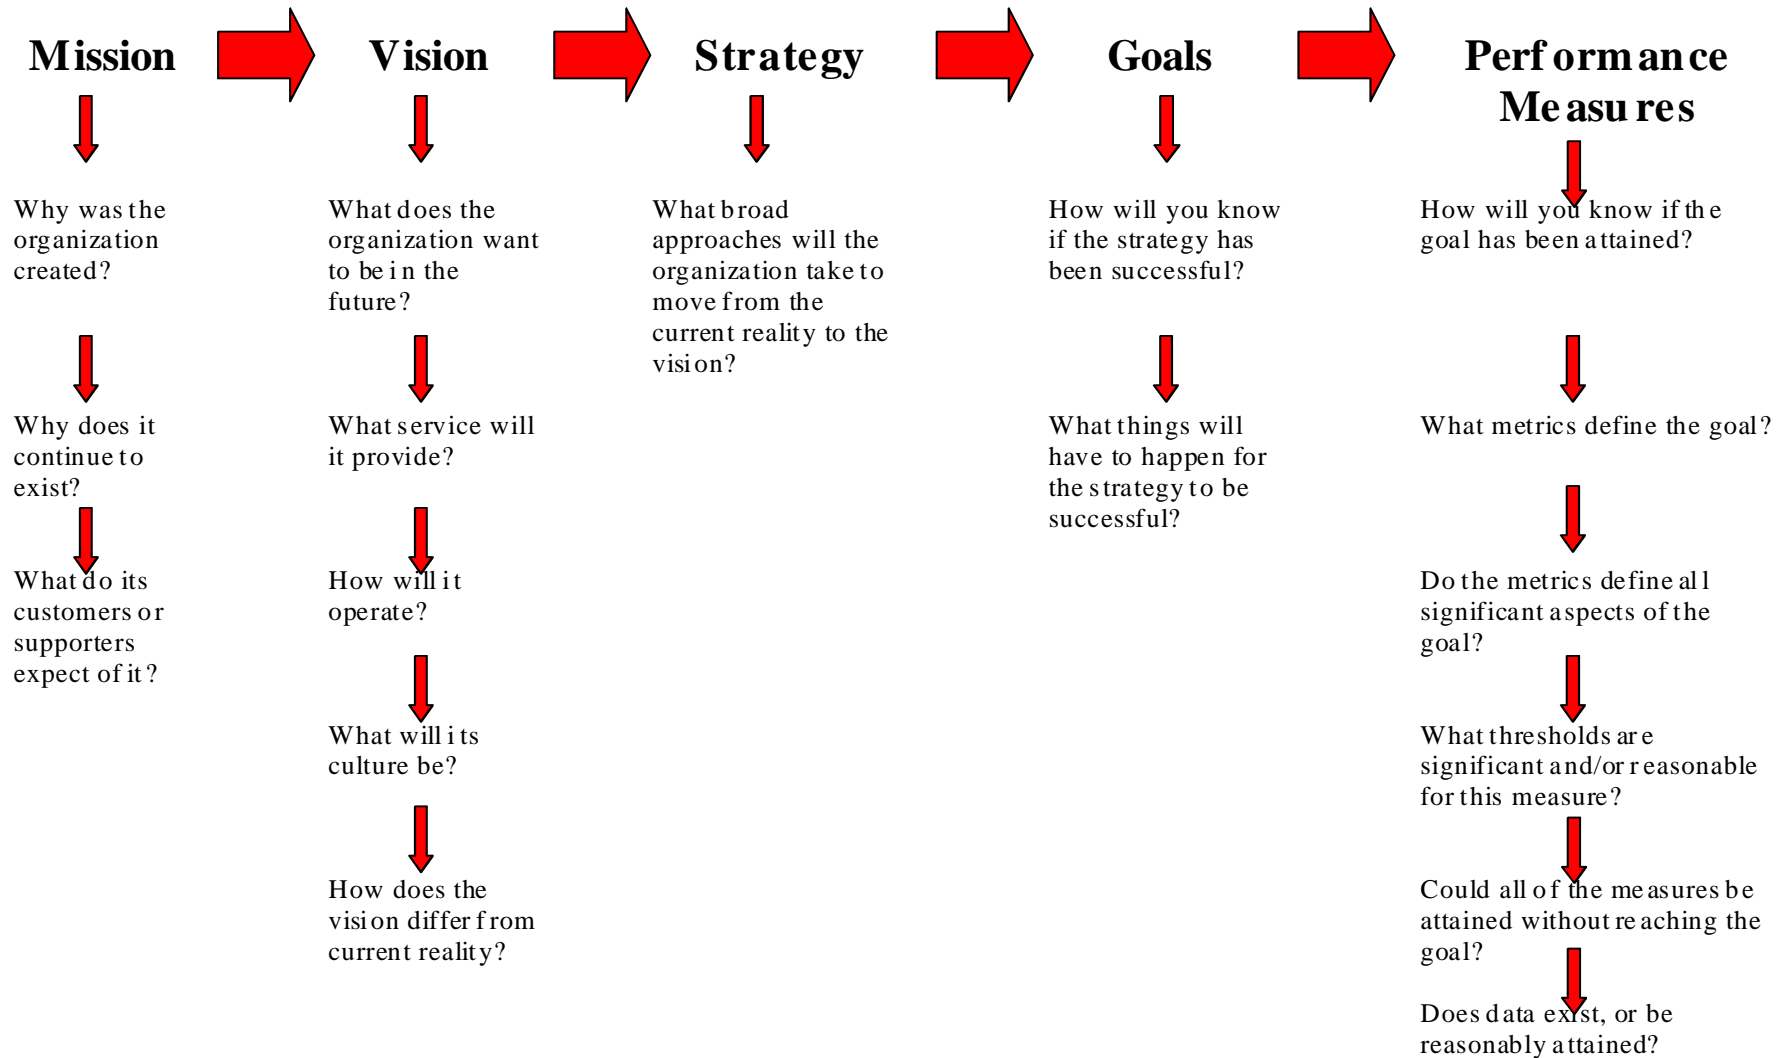 Mission
Vision
Strategy
Goals
Performance
Measures
Why was the
organization
created?
Why does it
continue to
exist?
What do its
customers or
supporters
expect of it?
What does the
organization want
to be in the
future?
What service will
it provide?
How will it
operate?
What will its
culture be?
How does the
vision differ from
current reality?
What broad
approaches will the
organization take to
move from the
current reality to the
vision?
How will you know
if the strategy has
been successful?
What things will
have to happen for
the strategy to be
successful?
How will you know if the
goal has been attained?
What metrics define the goal?
Do the metrics define all
significant aspects of the
goal?
What thresholds are
significant and/or reasonable
for this measure?
Could all of the measures be
attained without reaching the
goal?
Does data exist, or be
reasonably attained?